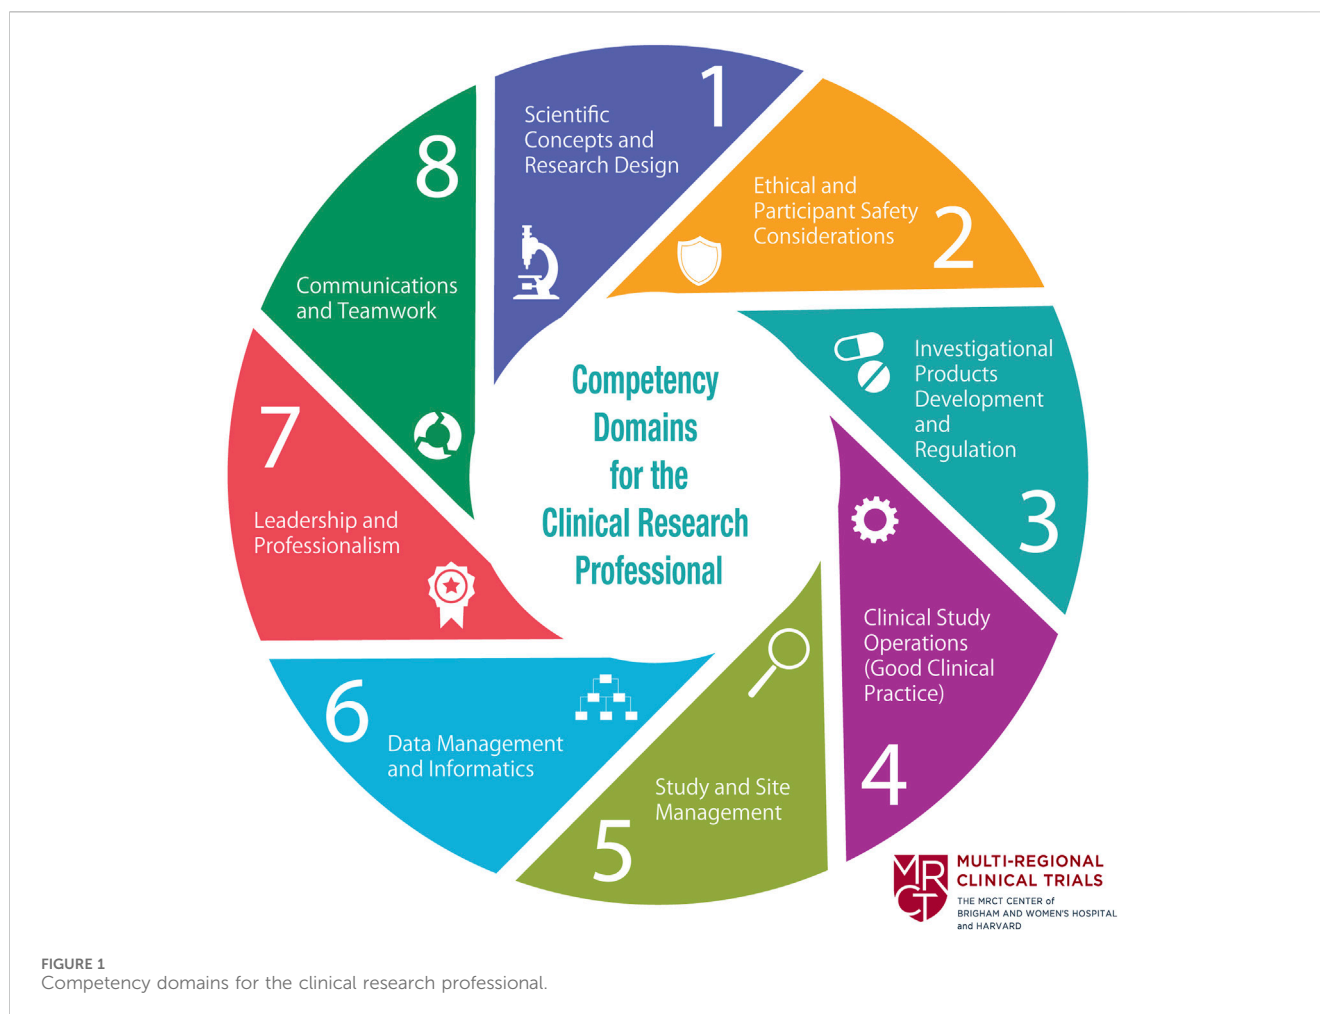 1
Scientific
Concepts and
Research Design
2
Ethical and
Participant Safety
Considerations
3
Investigational
Products
Development
and
Regulation
4
Clinical Study
Operations
(Good Clinical
Practice)
5
Study and Site
Management
6
Data Management
and Informatics
7
Leadership and
Professionalism
8
Communications
and Teamwork
Competency
Domains
for the
Clinical Research
Professional
MR
CT
MULTI-REGIONAL
CLINICAL TRIALS
THE MRCT CENTER of
BRIGHAM AND WOMEN'S HOSPITAL
and HARVARD
FIGURE 1
Competency domains for the clinical research professional.